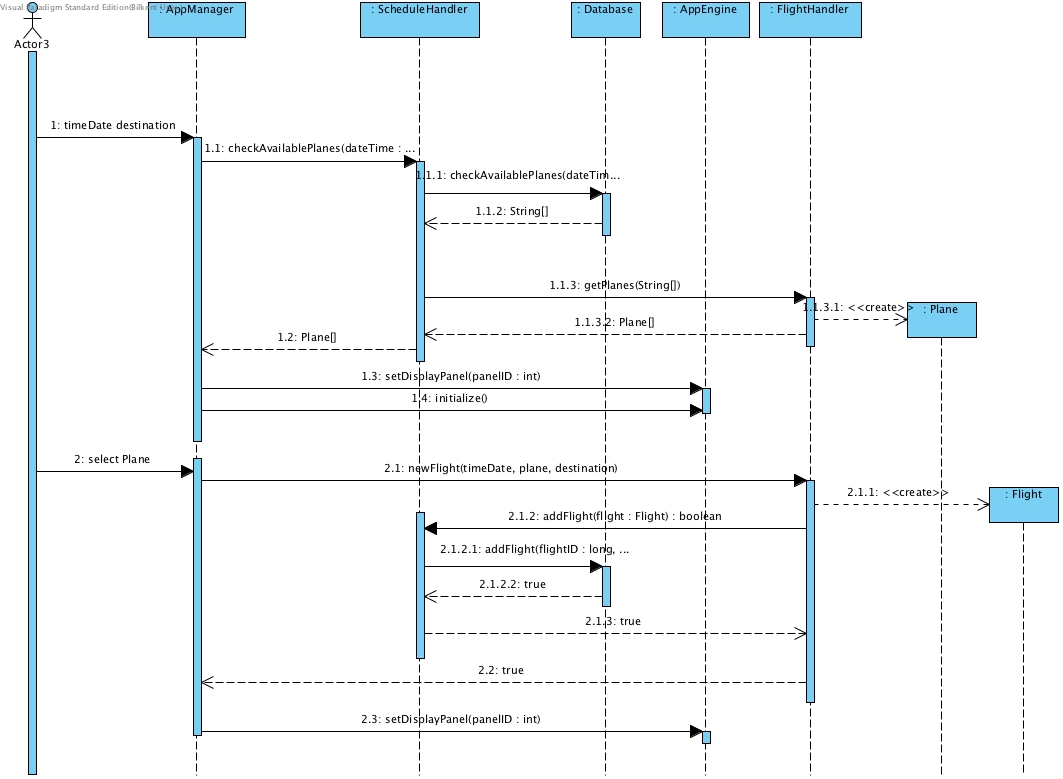 Visual Paradigm Standard Edition(Bilkent
: AppManager
: ScheduleHandler
: Database
: AppEngine
: FlightHandler
Actor3
1: timeDate destination
1.1: checkAvailablePlanes(dateTime : ...
1.1.1: checkAvailablePlanes(dateTim...
1.1.2: String[]
1.1.3: getPlanes(String[])
1.1.3.1: <<create>>
: Plane
1.1.3.2: Plane[]
1.2: Plane[]
1.3: setDisplayPanel(panelID : int)
1.4: initialize()
2: select Plane
2.1: newFlight(timeDate, plane, destination)
2.1.1: <<create>>
: Flight
2.1.2: addFlight(flight : Flight) : boolean
2.1.2.1: addFlight(flightID : long, ...
2.1.2.2: true
2.1.3: true
2.2: true
2.3: setDisplayPanel(panelID : int)